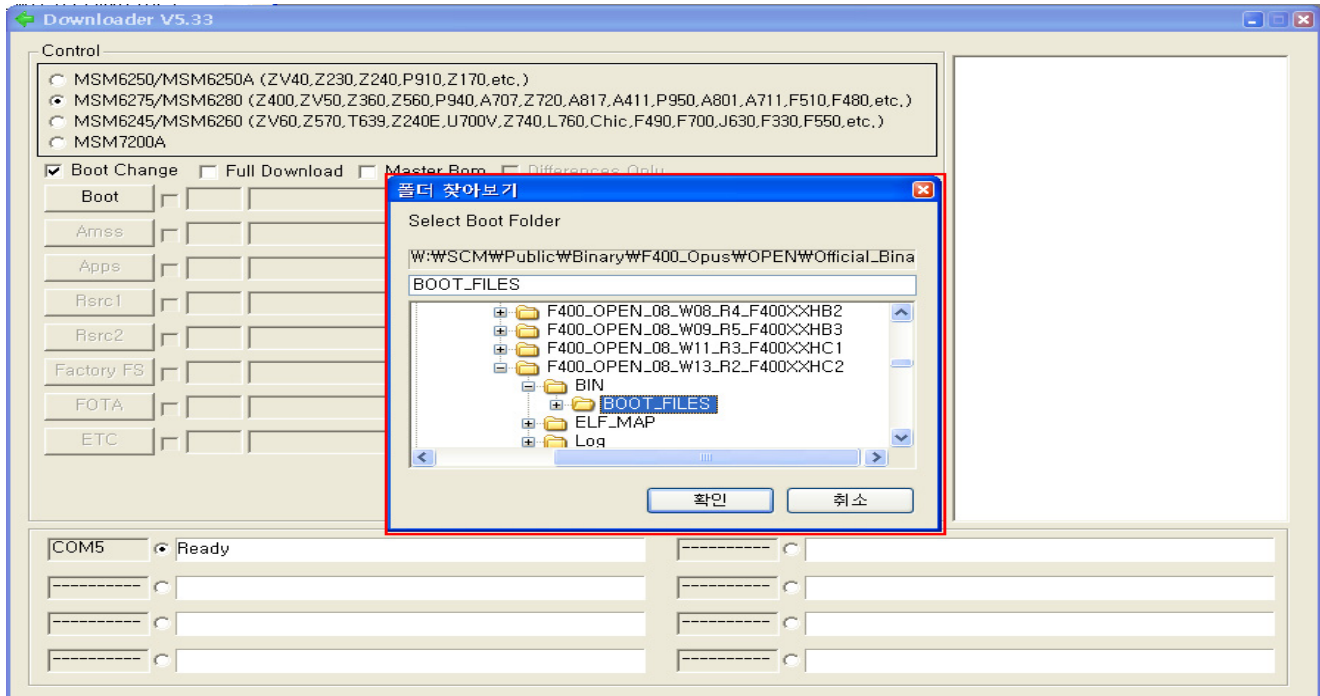 Downloader V5.33
Control
MSM6250/MSM6250A (ZV40,Z230,Z240,P910,Z170,etc.)
MSM6275/MSM6280 (Z400,ZV50,Z360,Z560,P940,A707,Z720,A817,A411,P950,A801,A711,F510,F480,etc.)
MSM6245/MSM6260 (ZV60,Z570,T639,Z240E,U700V,Z740,L760,Chic,F490,F700,J630,F330,F550,etc.)
MSM7200A
Boot Change Full Download Master Rom Differences Only
Boot
Amss
Apps
Rsrc1
Rsrc2
Factory FS
FOTA
ETC
폴더 찾아보기
Select Boot Folder
W:₩SCM₩Public₩Binary₩F400_Opus₩OPEN₩Official_Bina
BOOT_FILES
F400_OPEN_08_W08_R4_F400XXHB2
F400_OPEN_08_W09_R5_F400XXHB3
F400_OPEN_08_W11_R3_F400XXHC1
F400_OPEN_08_W13_R2_F400XXHC2
BIN
BOOT_FILES
ELF_MAP
Log
확인 취소
COM5 Ready ----------
---------- ----------
---------- ----------
---------- ----------